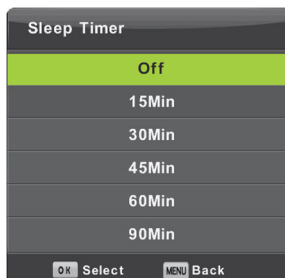 Sleep Timer
Off
15Min
30Min
45Min
60Min
90Min
OK Select MENU Back